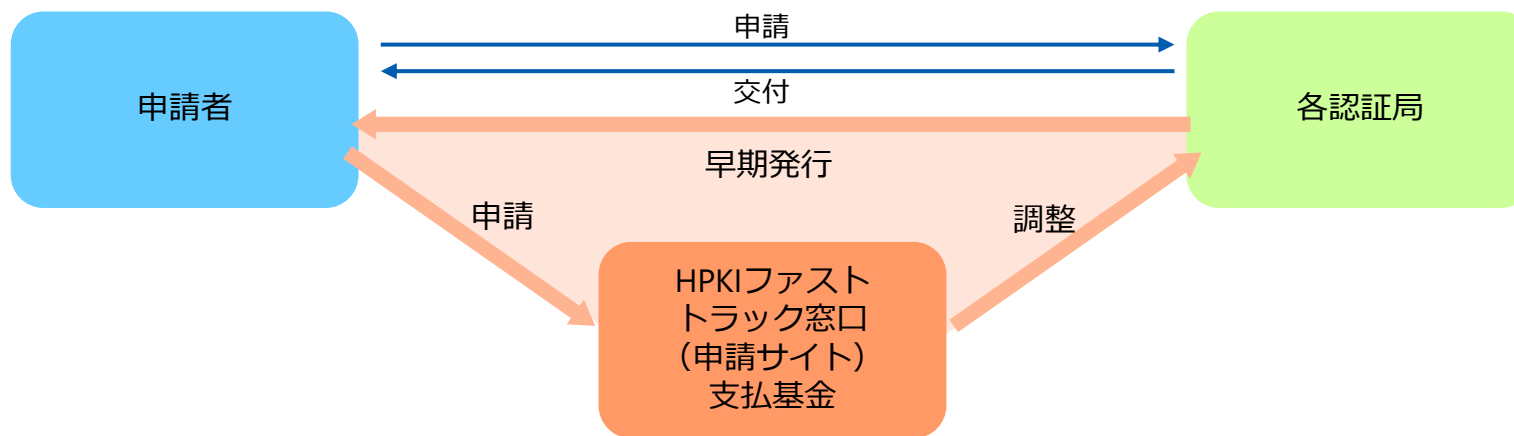 申請
申請者
各認証局
交付
早期発行
申請
調整
HPKIファスト
トラック窓口
（申請サイト）
支払基金